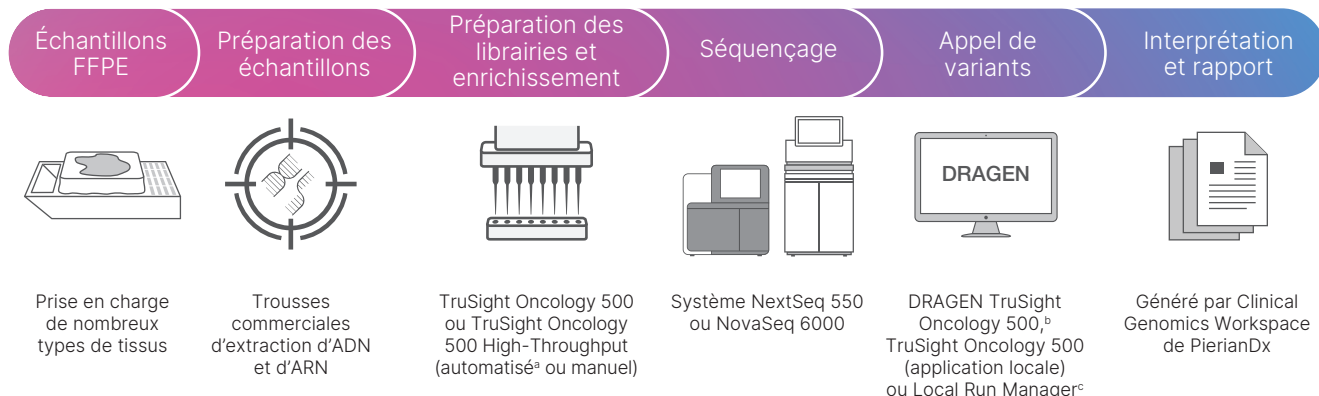 Échantillons
FFPE
Préparation des
échantillons
Préparation des
librairies et
enrichissement
Séquençage
Appel de
variants
Interprétation
et rapport
DRAGEN
Prise en charge
de nombreux
types de tissus
Trousses
commerciales
d'extraction d'ADN
et d'ARN
TruSight Oncology 500
ou TruSight Oncology
500 High-Throughput
(automatiséᵃ ou manuel)
Système NextSeq 550
ou NovaSeq 6000
DRAGEN TruSight
Oncology 500,ᵇ
TruSight Oncology 500
(application locale)
ou Local Run Managerᶜ
Généré par Clinical
Genomics Workspace
de PierianDx